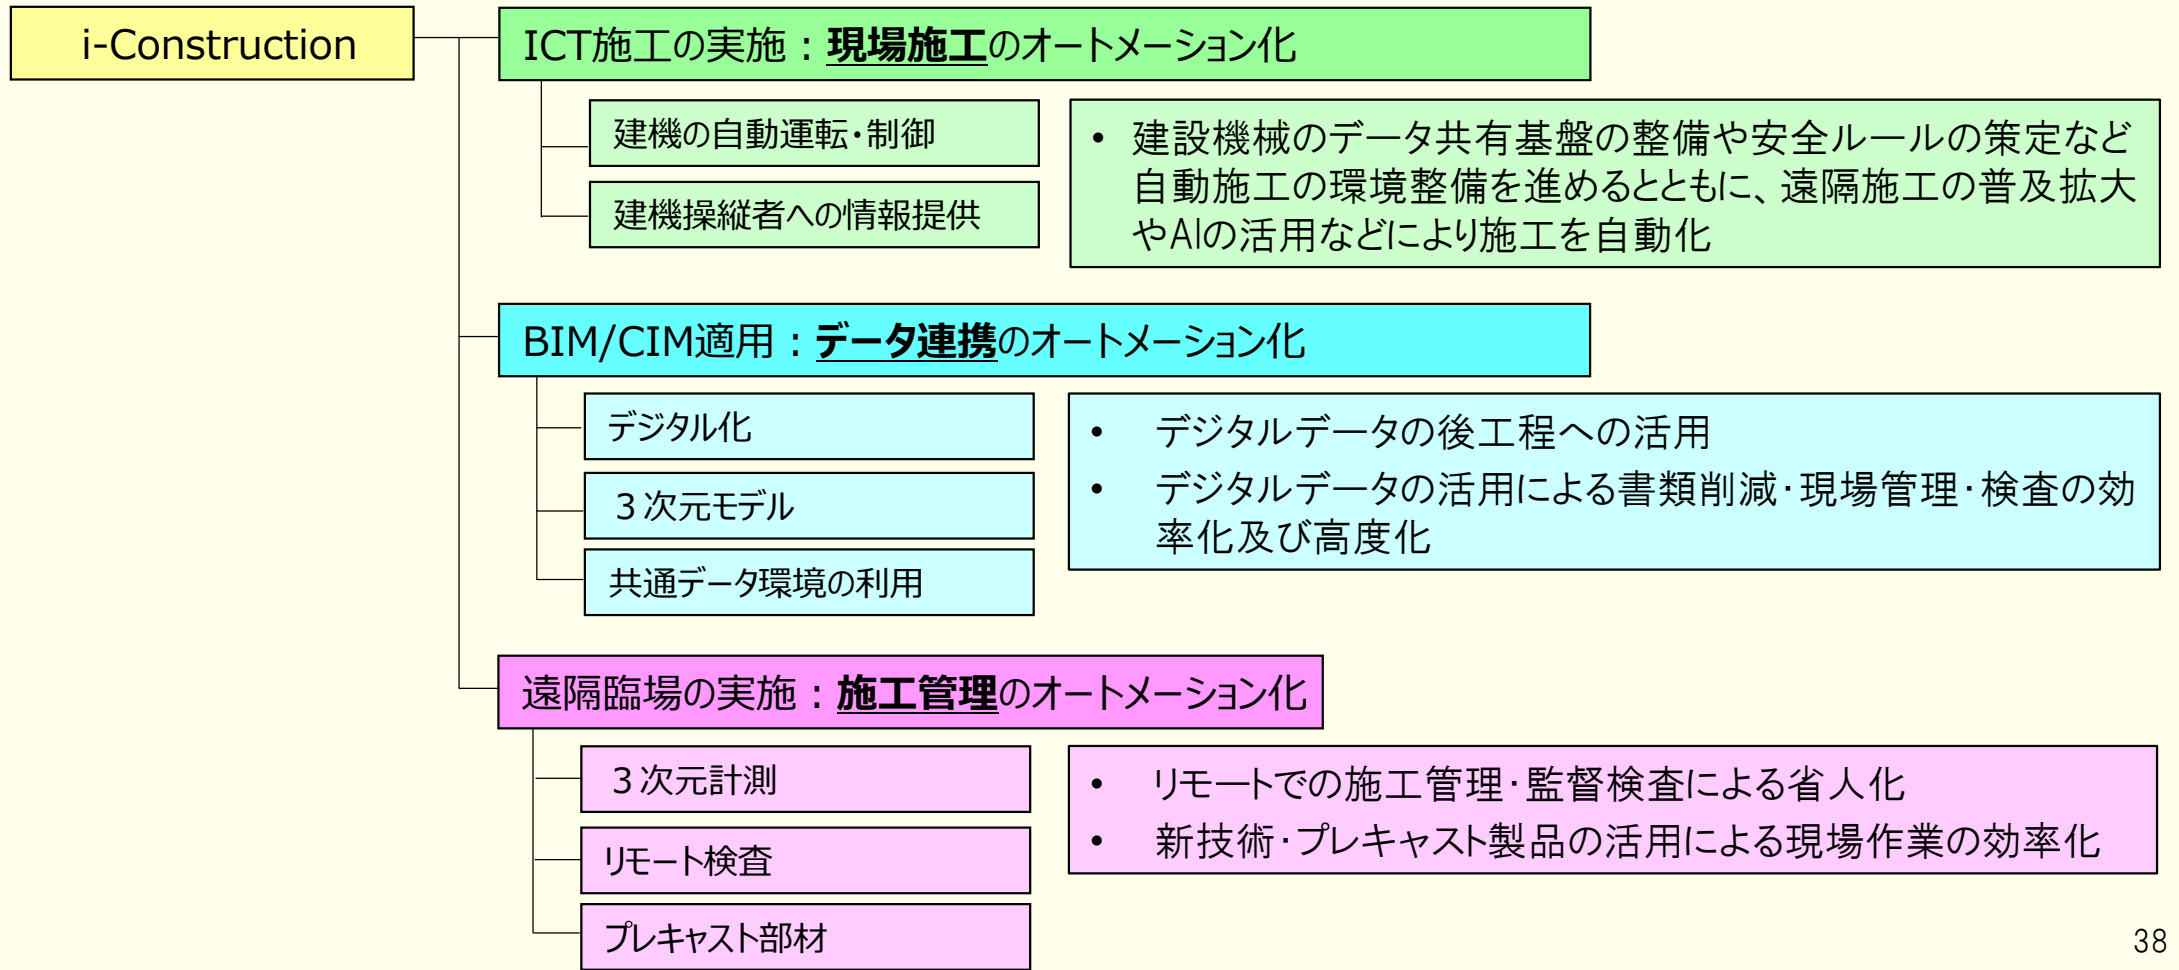 i-Construction
ICT施工の実施：現場施工のオートメーション化
建機の自動運転・制御
建機操縦者への情報提供
• 建設機械のデータ共有基盤の整備や安全ルールの策定など
自動施工の環境整備を進めるとともに、遠隔施工の普及拡大
やAIの活用などにより施工を自動化
BIM/CIM適用：データ連携のオートメーション化
デジタル化
３次元モデル
共通データ環境の利用
• デジタルデータの後工程への活用
• デジタルデータの活用による書類削減・現場管理・検査の効
率化及び高度化
遠隔臨場の実施：施工管理のオートメーション化
３次元計測
リモート検査
プレキャスト部材
• リモートでの施工管理・監督検査による省人化
• 新技術・プレキャスト製品の活用による現場作業の効率化
38